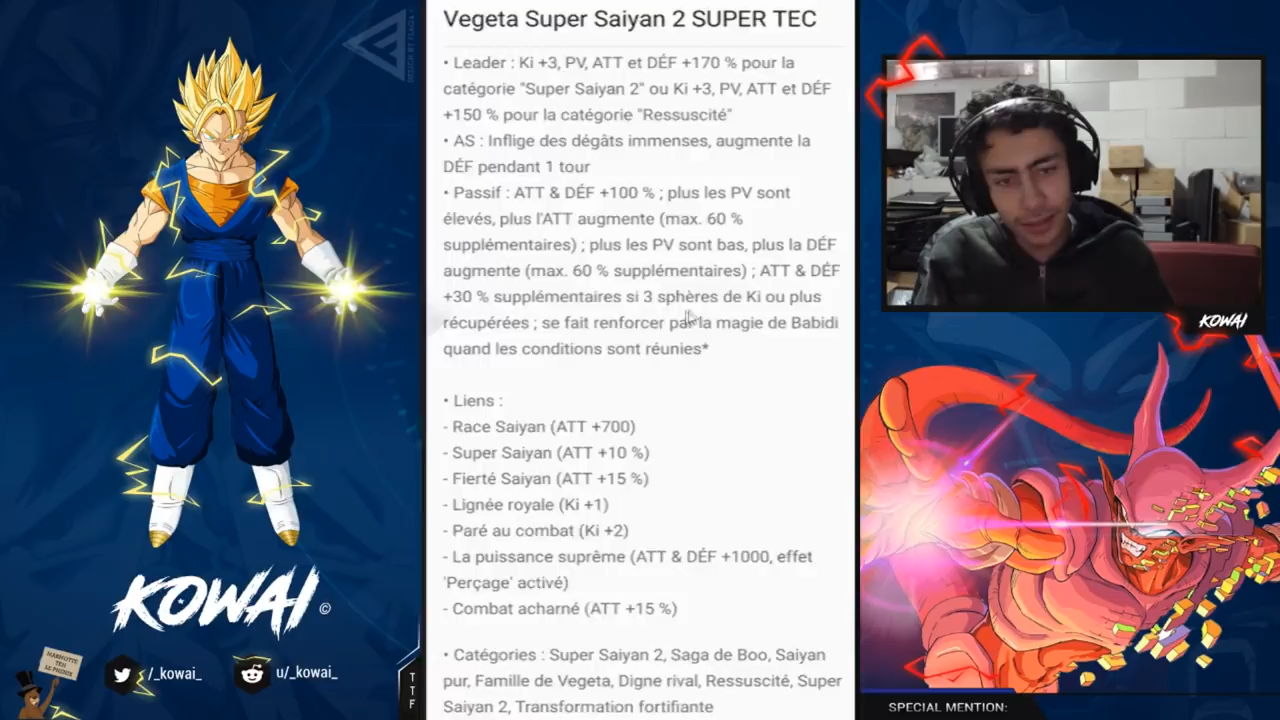 Vegeta Super Saiyan 2 SUPER TEC
• Leader : Ki +3, PV, ATT et DÉF +170 % pour la
catégorie "Super Saiyan 2" ou Ki +3, PV, ATT et DÉF
+150 % pour la catégorie "Ressuscité"
• AS : Inflige des dégâts immenses, augmente la
DÉF pendant 1 tour
• Passif : ATT & DÉF +100 % ; plus les PV sont
élevés, plus l'ATT augmente (max. 60 %
supplémentaires) ; plus les PV sont bas, plus la DÉF
augmente (max. 60 % supplémentaires) ; ATT & DÉF
+30 % supplémentaires si 3 sphères de Ki ou plus
récupérées ; se fait renforcer par la magie de Babidi
quand les conditions sont réunies*
• Liens :
- Race Saiyan (ATT +700)
- Super Saiyan (ATT +10 %)
- Fierté Saiyan (ATT +15 %)
- Lignée royale (Ki +1)
- Paré au combat (Ki +2)
- La puissance suprême (ATT & DÉF +1000, effet
'Perçage' activé)
- Combat acharné (ATT +15 %)
• Catégories : Super Saiyan 2, Saga de Boo, Saiyan
pur, Famille de Vegeta, Digne rival, Ressuscité, Super
Saiyan 2, Transformation fortifiante
KOWAI ©
MARMOTTE
TEH
LE PRINUS
/_kowai_
u/_kowai_
TTF
KOWAI
SPECIAL MENTION: